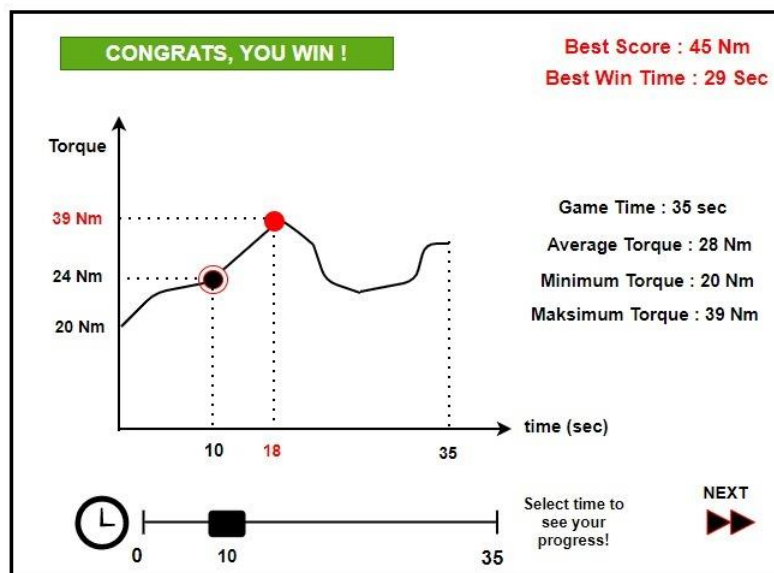 CONGRATS, YOU WIN !
Best Score : 45 Nm
Best Win Time : 29 Sec
Torque
39 Nm
24 Nm
20 Nm
Game Time : 35 sec
Average Torque : 28 Nm
Minimum Torque : 20 Nm
Maksimum Torque : 39 Nm
time (sec)
10
18
35
Select time to
see your
progress!
NEXT
0
10
35